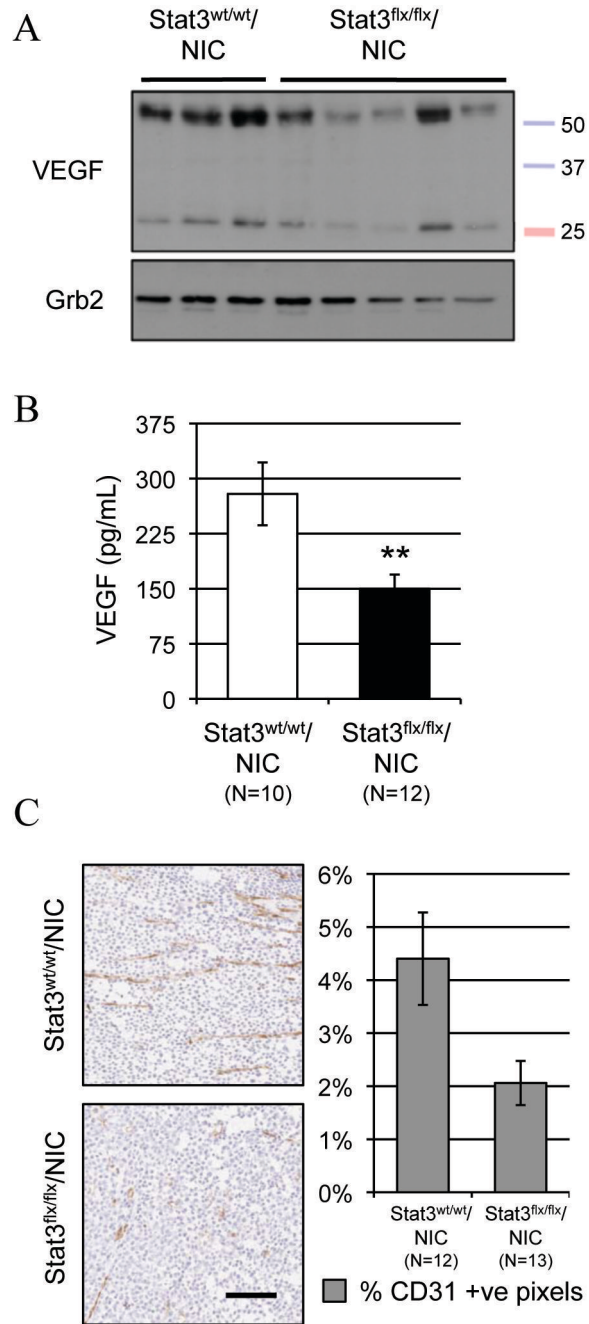 A
Stat3wt/wt/
NIC
Stat3flx/flx/
NIC
VEGF
50
37
25
Grb2
B
VEGF (pg/mL)
375
300
225
150
75
0
**
Stat3wt/wt/
NIC
(N=10)
Stat3flx/flx/
NIC
(N=12)
C
Stat3wt/wt/NIC
Stat3flx/flx/NIC
6%
5%
4%
3%
2%
1%
0%
Stat3wt/wt/
NIC
(N=12)
Stat3flx/flx/
NIC
(N=13)
% CD31 +ve pixels